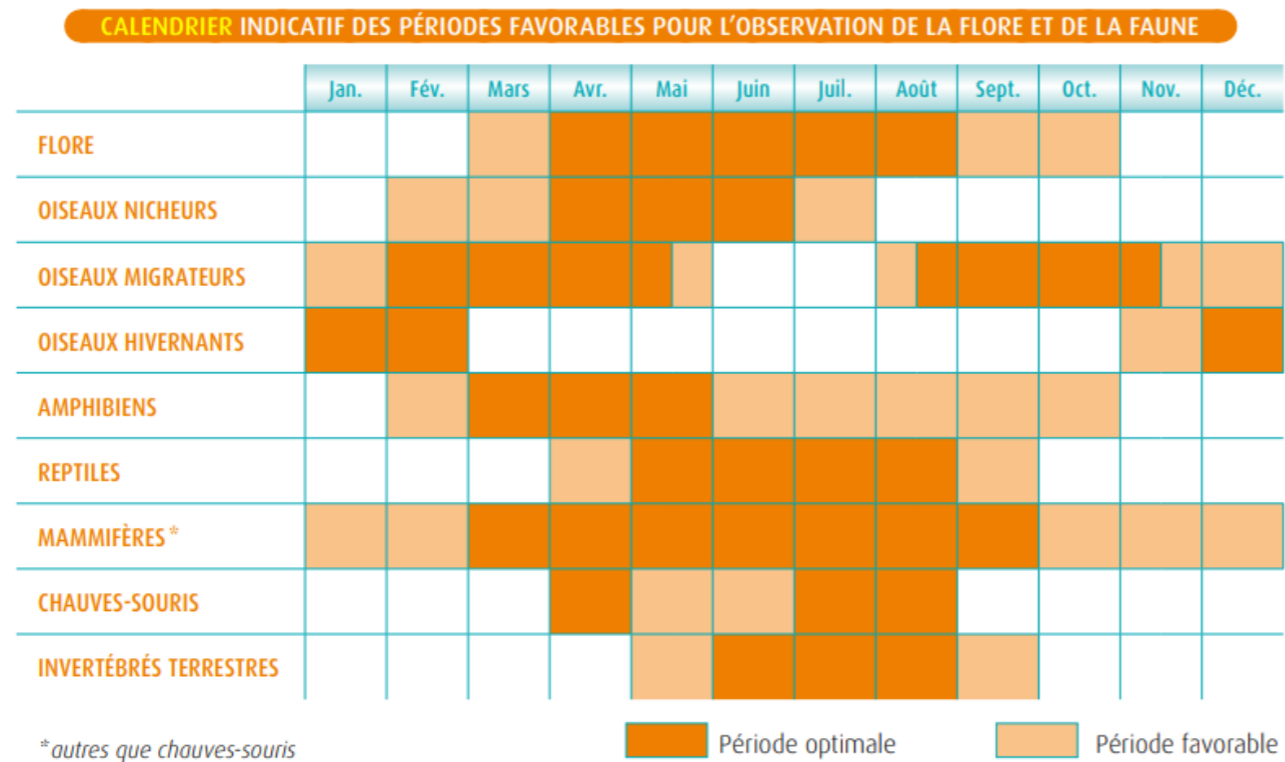 CALENDRIER INDICATIF DES PÉRIODES FAVORABLES POUR L'OBSERVATION DE LA FLORE ET DE LA FAUNE
Jan. Fév. Mars Avr. Mai Juin Juil. Août Sept. Oct. Nov. Déc.
FLORE
OISEAUX NICHEURS
OISEAUX MIGRATEURS
OISEAUX HIVERNANTS
AMPHIBIENS
REPTILES
MAMMIFÈRES*
CHAUVES-SOURIS
INVERTÉBRÉS TERRESTRES
*autres que chauves-souris Période optimale Période favorable